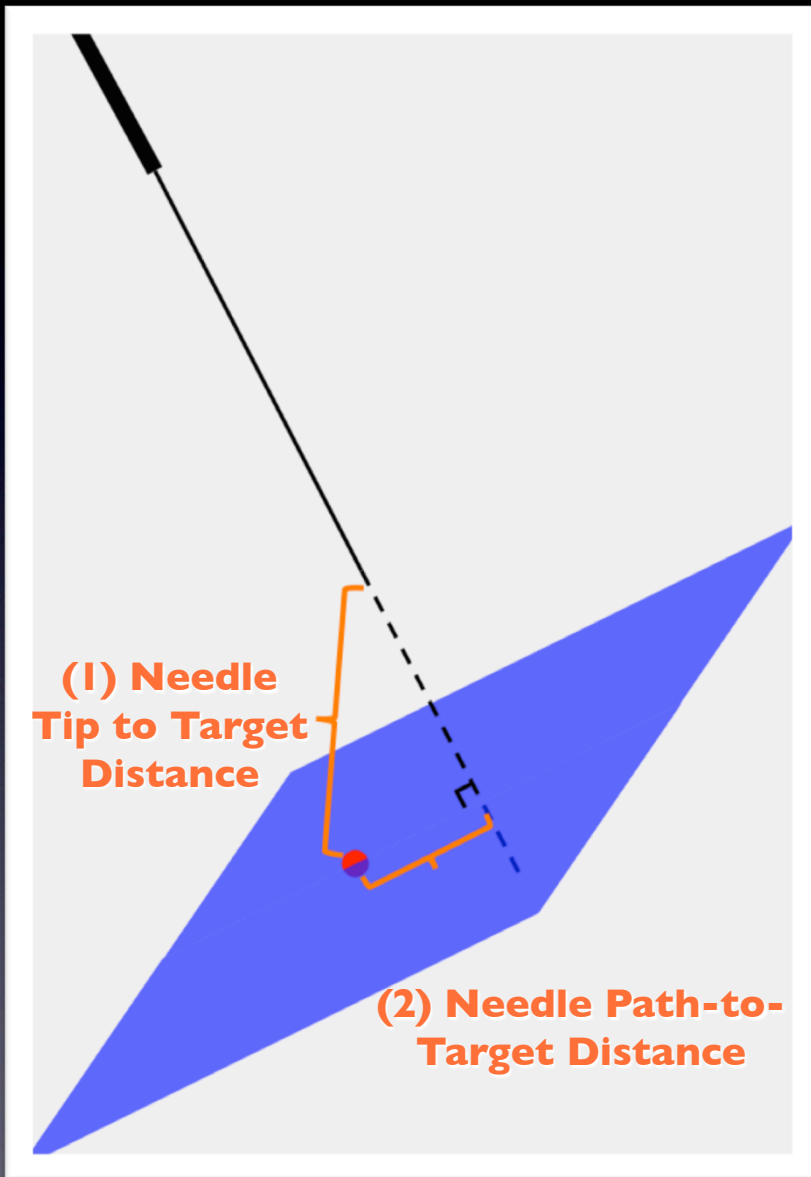 (1) Needle
Tip to Target
Distance
(2) Needle Path-to-
Target Distance